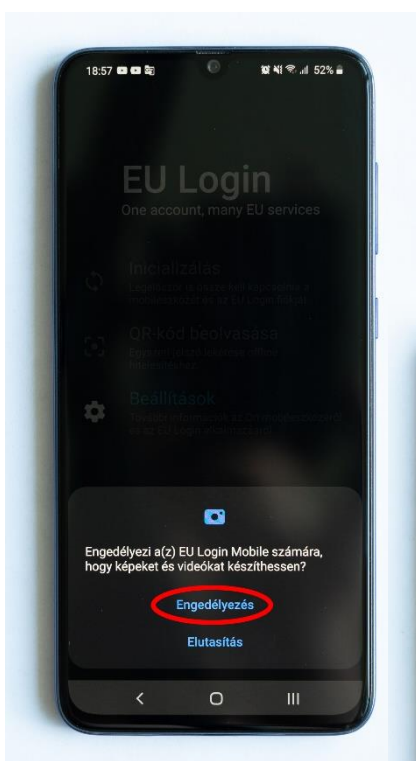 18:57
52%
EU Login
One account, many EU services
Inicializálás
QR-kód beolvasása
Beállítások
Engedélyezi a(z) EU Login Mobile számára,
hogy képeket és videókat készíthessen?
Engedélyezés
Elutasítás